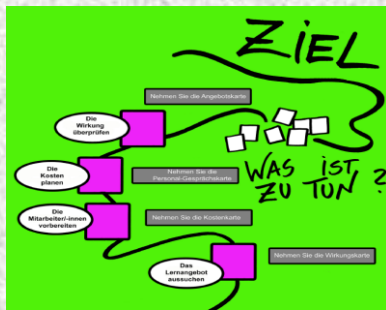 ZIEL
Nehmen Sie die Angebotskarte
Die
Wirkung
überprüfen
WAS IST
ZU TUN ?
Die
Kosten
planen
Nehmen Sie die
Personal-Gesprächskarte
Die
Mitarbeiter/-innen
vorbereiten
Nehmen Sie die Kostenkarte
Nehmen Sie die Wirkungskarte
Das
Lernangebot
aussuchen